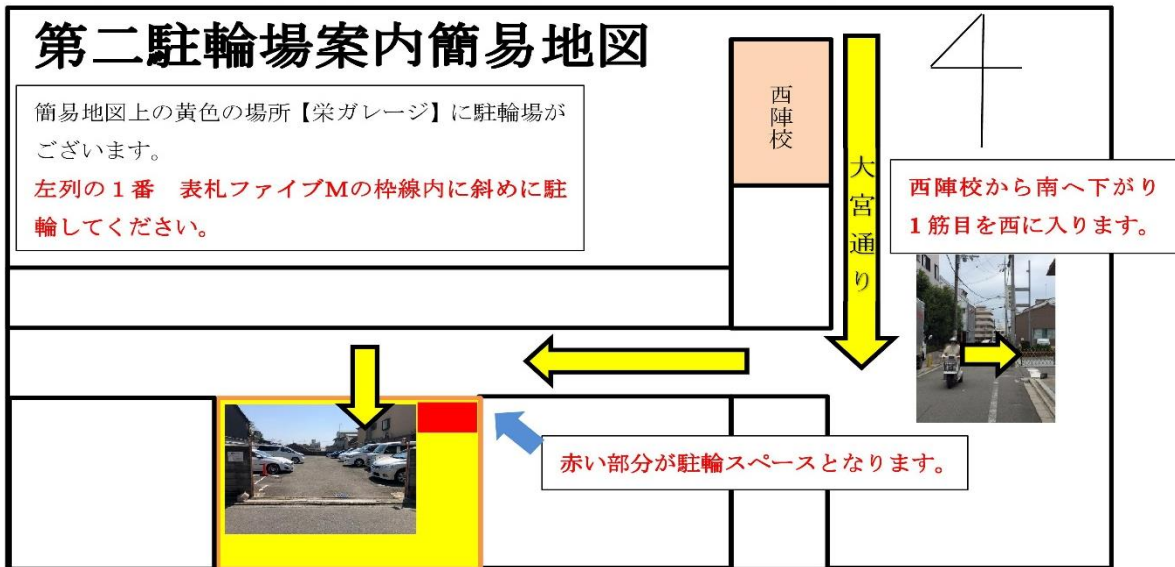 第二駐輪場案内簡易地図
簡易地図上の黄色の場所【栄ガレージ】に駐輪場が
ございます。
左列の1番　表札ファイブMの枠線内に斜めに駐
輪してください。
西陣校
大宮通り
西陣校から南へ下がり
1筋目を西に入ります。
赤い部分が駐輪スペースとなります。